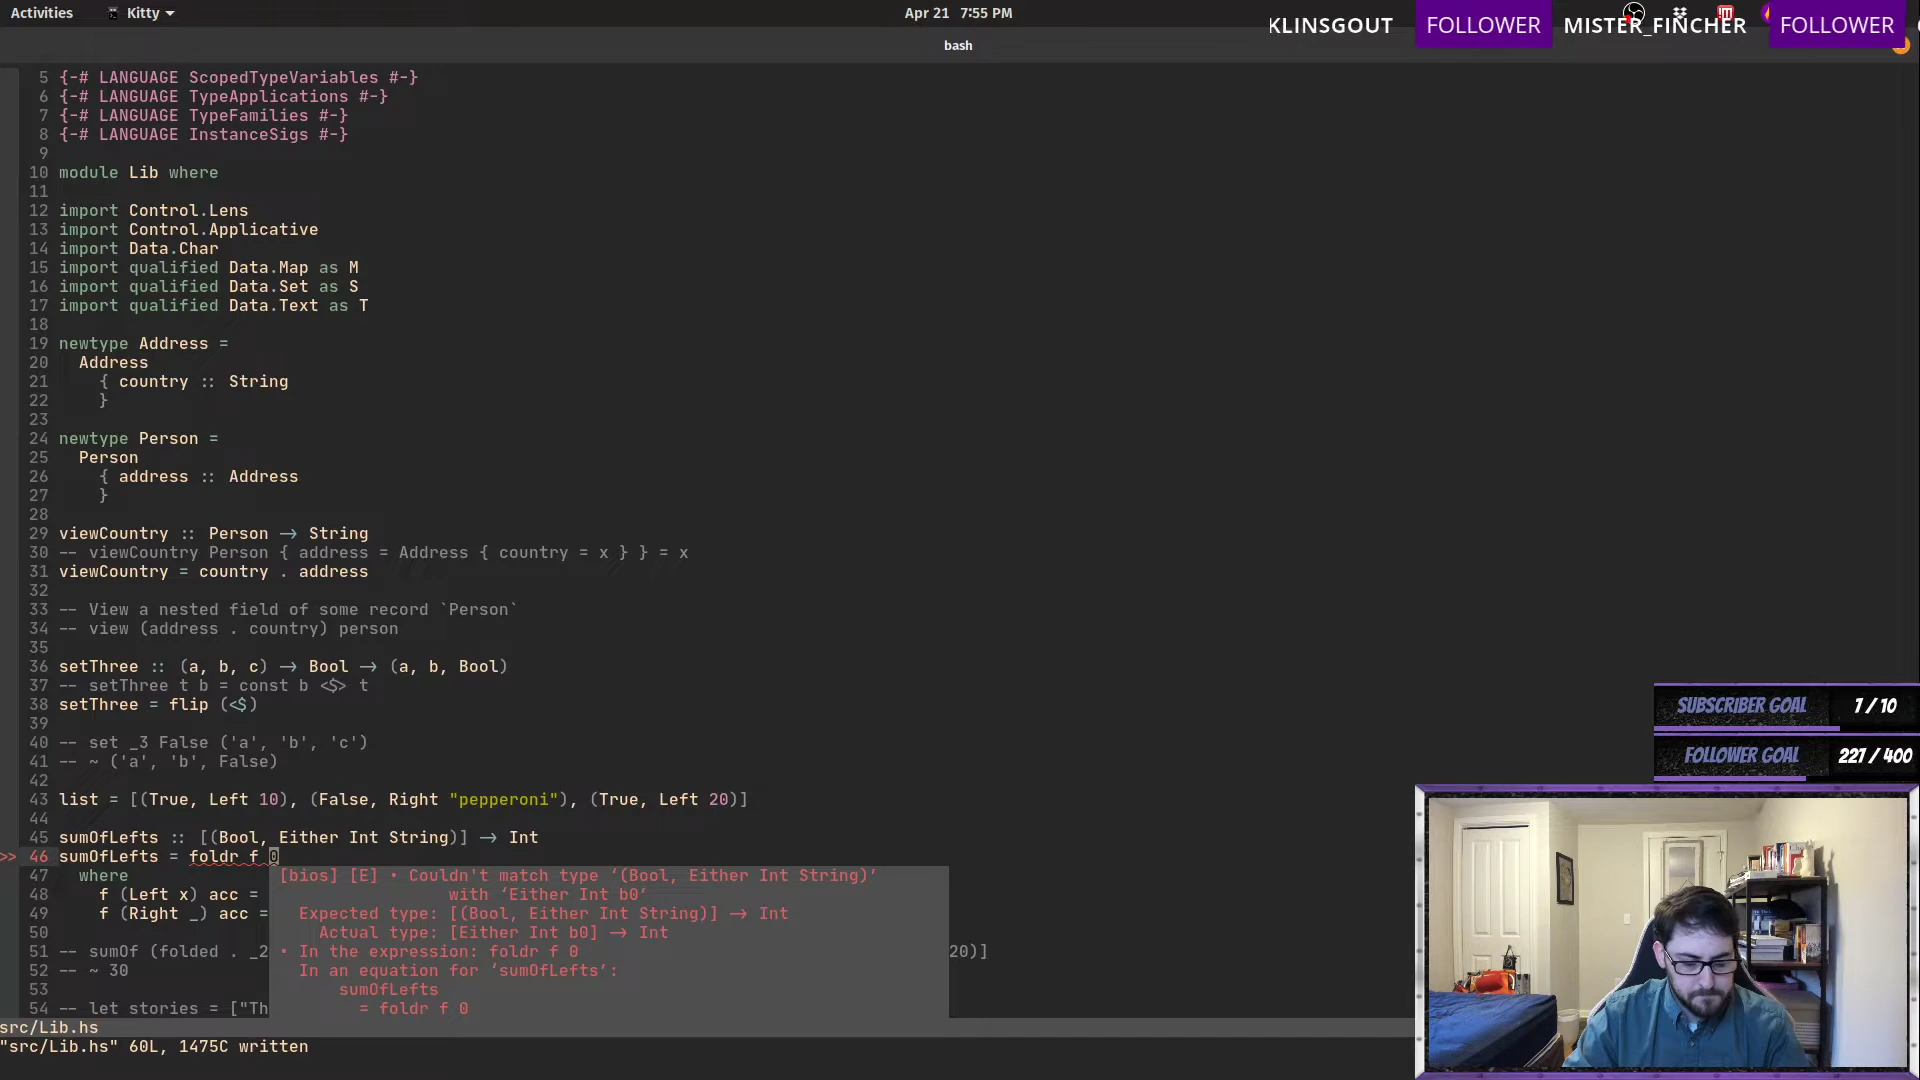 Activities
Kitty
Apr 21 7:55 PM
KLINSGOUT FOLLOWER MISTER_FINCHER FOLLOWER
bash
5 {-# LANGUAGE ScopedTypeVariables #-}
6 {-# LANGUAGE TypeApplications #-}
7 {-# LANGUAGE TypeFamilies #-}
8 {-# LANGUAGE InstanceSigs #-}
9
10 module Lib where
11
12 import Control.Lens
13 import Control.Applicative
14 import Data.Char
15 import qualified Data.Map as M
16 import qualified Data.Set as S
17 import qualified Data.Text as T
18
19 newtype Address =
20 Address
21 { country :: String
22 }
23
24 newtype Person =
25 Person
26 { address :: Address
27 }
28
29 viewCountry :: Person → String
30 -- viewCountry Person { address = Address { country = x } } = x
31 viewCountry = country . address
32
33 -- View a nested field of some record `Person`
34 -- view (address . country) person
35
36 setThree :: (a, b, c) → Bool → (a, b, Bool)
37 -- setThree t b = const b <$> t
38 setThree = flip (<$)
39
40 -- set _3 False ('a', 'b', 'c')
41 -- ~ ('a', 'b', False)
42
43 list = [(True, Left 10), (False, Right "pepperoni"), (True, Left 20)]
44
45 sumOfLefts :: [(Bool, Either Int String)] → Int
>> 46 sumOfLefts = foldr f 0
47 where
48 f (Left x) acc =
49 f (Right _) acc =
50
51 -- sumOf (folded . _2 20)]
52 -- ~ 30
53
54 -- let stories = ["Th
[bios] [E] • Couldn't match type ‘(Bool, Either Int String)’
with ‘Either Int b0’
Expected type: [(Bool, Either Int String)] → Int
Actual type: [Either Int b0] → Int
• In the expression: foldr f 0
In an equation for ‘sumOfLefts’:
sumOfLefts
= foldr f 0
src/Lib.hs
"src/Lib.hs" 60L, 1475C written
SUBSCRIBER GOAL 7 / 10
FOLLOWER GOAL 227 / 400